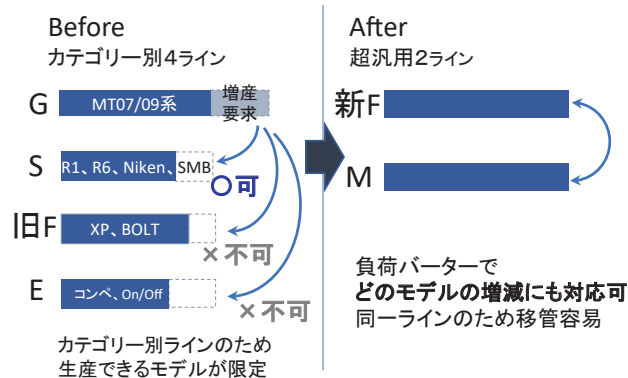 Before
カテゴリー別4ライン
G
MT07/09系
増産
要求
S
R1、R6、Niken、
SMB
〇可
旧F
XP、BOLT
×不可
E
コンペ、On/Off
×不可
カテゴリー別ラインのため
生産できるモデルが限定
After
超汎用2ライン
新F
M
負荷バーターで
どのモデルの増減にも対応可
同一ラインのため移管容易